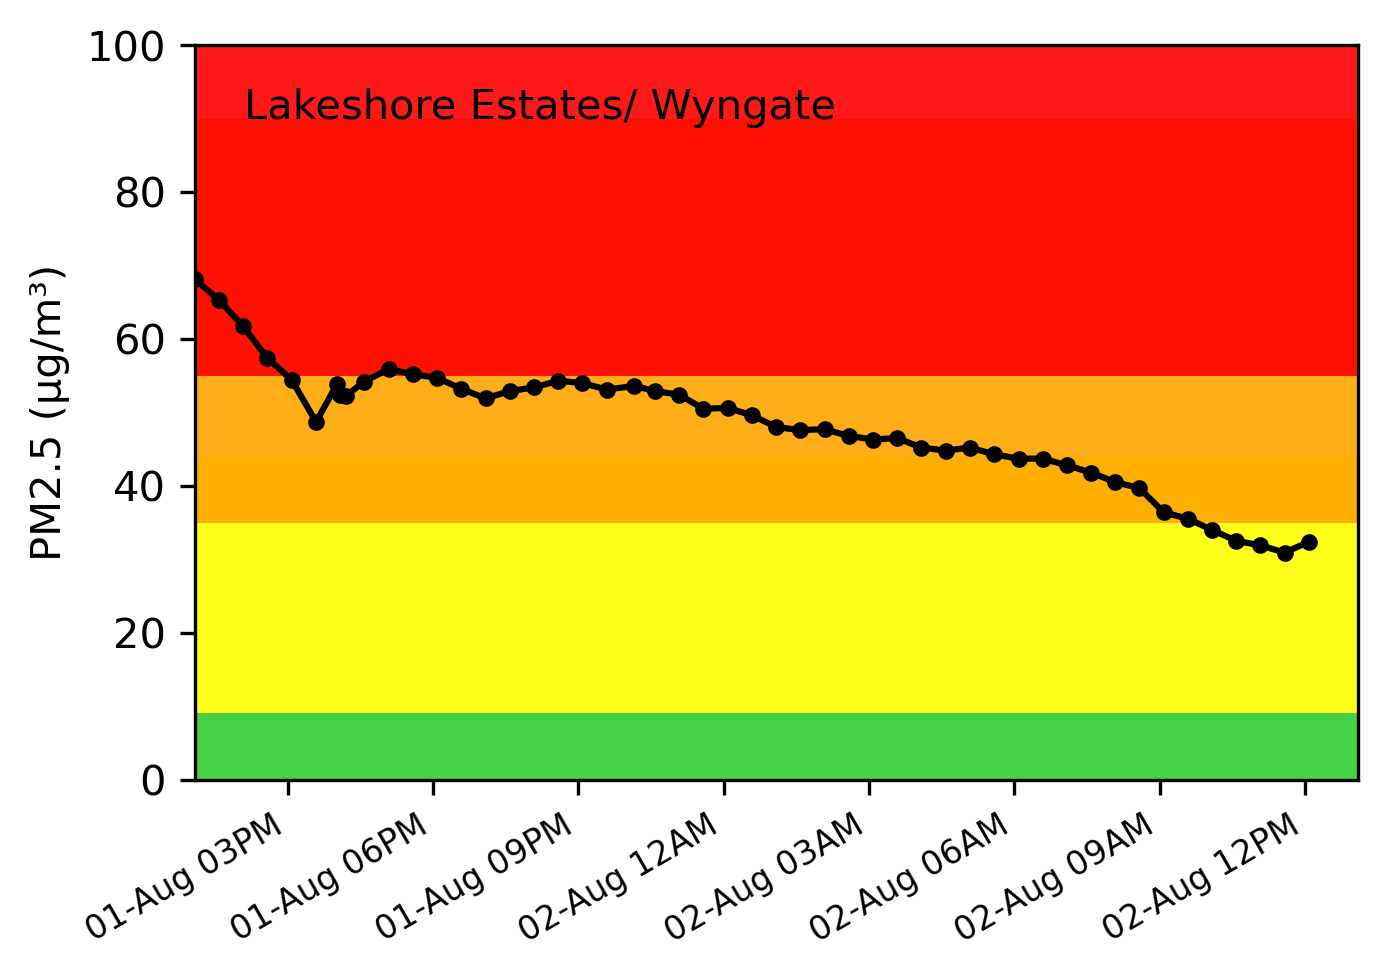 Lakeshore Estates/ Wyngate
PM2.5 (µg/m³)
100
80
60
40
20
0
01-Aug 03PM
01-Aug 06PM
01-Aug 09PM
02-Aug 12AM
02-Aug 03AM
02-Aug 06AM
02-Aug 09AM
02-Aug 12PM